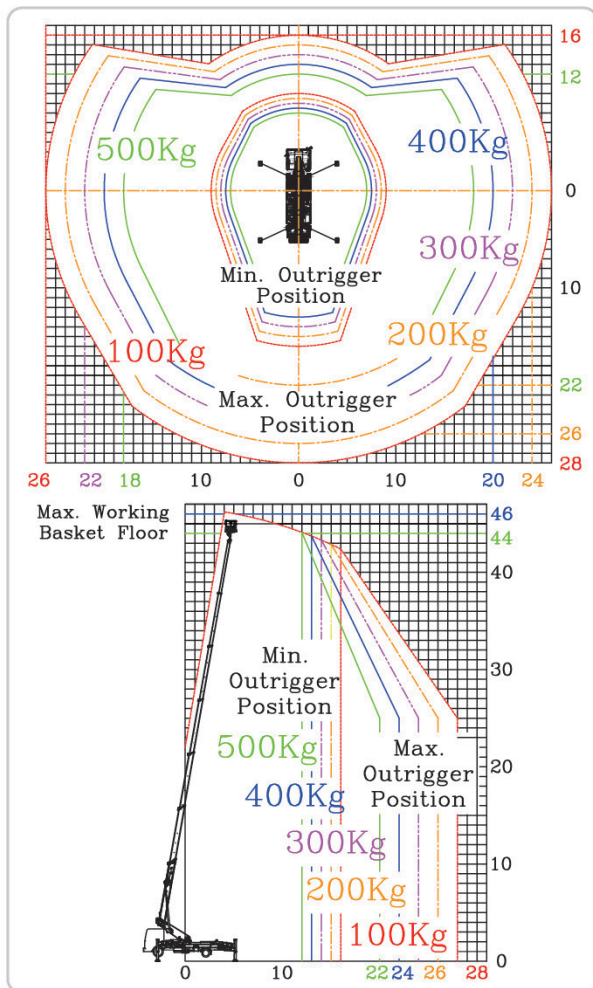 16
12
500Kg
400Kg
0
300Kg
Min. Outrigger
Position
10
100Kg
200Kg
Max. Outrigger
Position
22
26
28
26 22 18 10 0 10 20 24
Max. Working
Basket Floor
46
44
40
Min.
Outrigger
Position
30
500Kg
Max.
Outrigger
Position
20
400Kg
300Kg
10
200Kg
100Kg
0
0 10 22 24 26 28